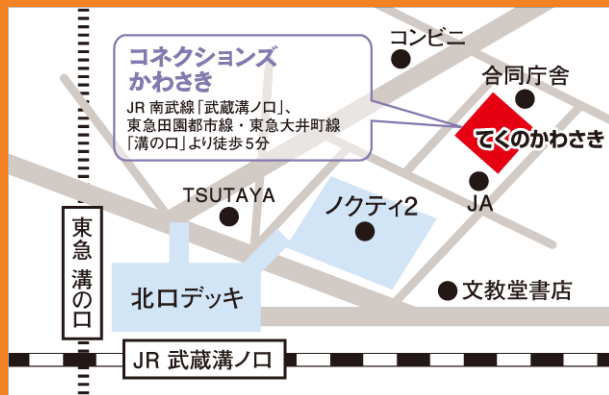 コンビニ
コネクションズ
かわさき
JR 南武線「武蔵溝ノ口」、
東急田園都市線・東急大井町線
「溝の口」より徒歩5分
合同庁舎
てくのかわさき
TSUTAYA
ノクティ2
JA
東急 溝の口
北口デッキ
文教堂書店
JR 武蔵溝ノ口